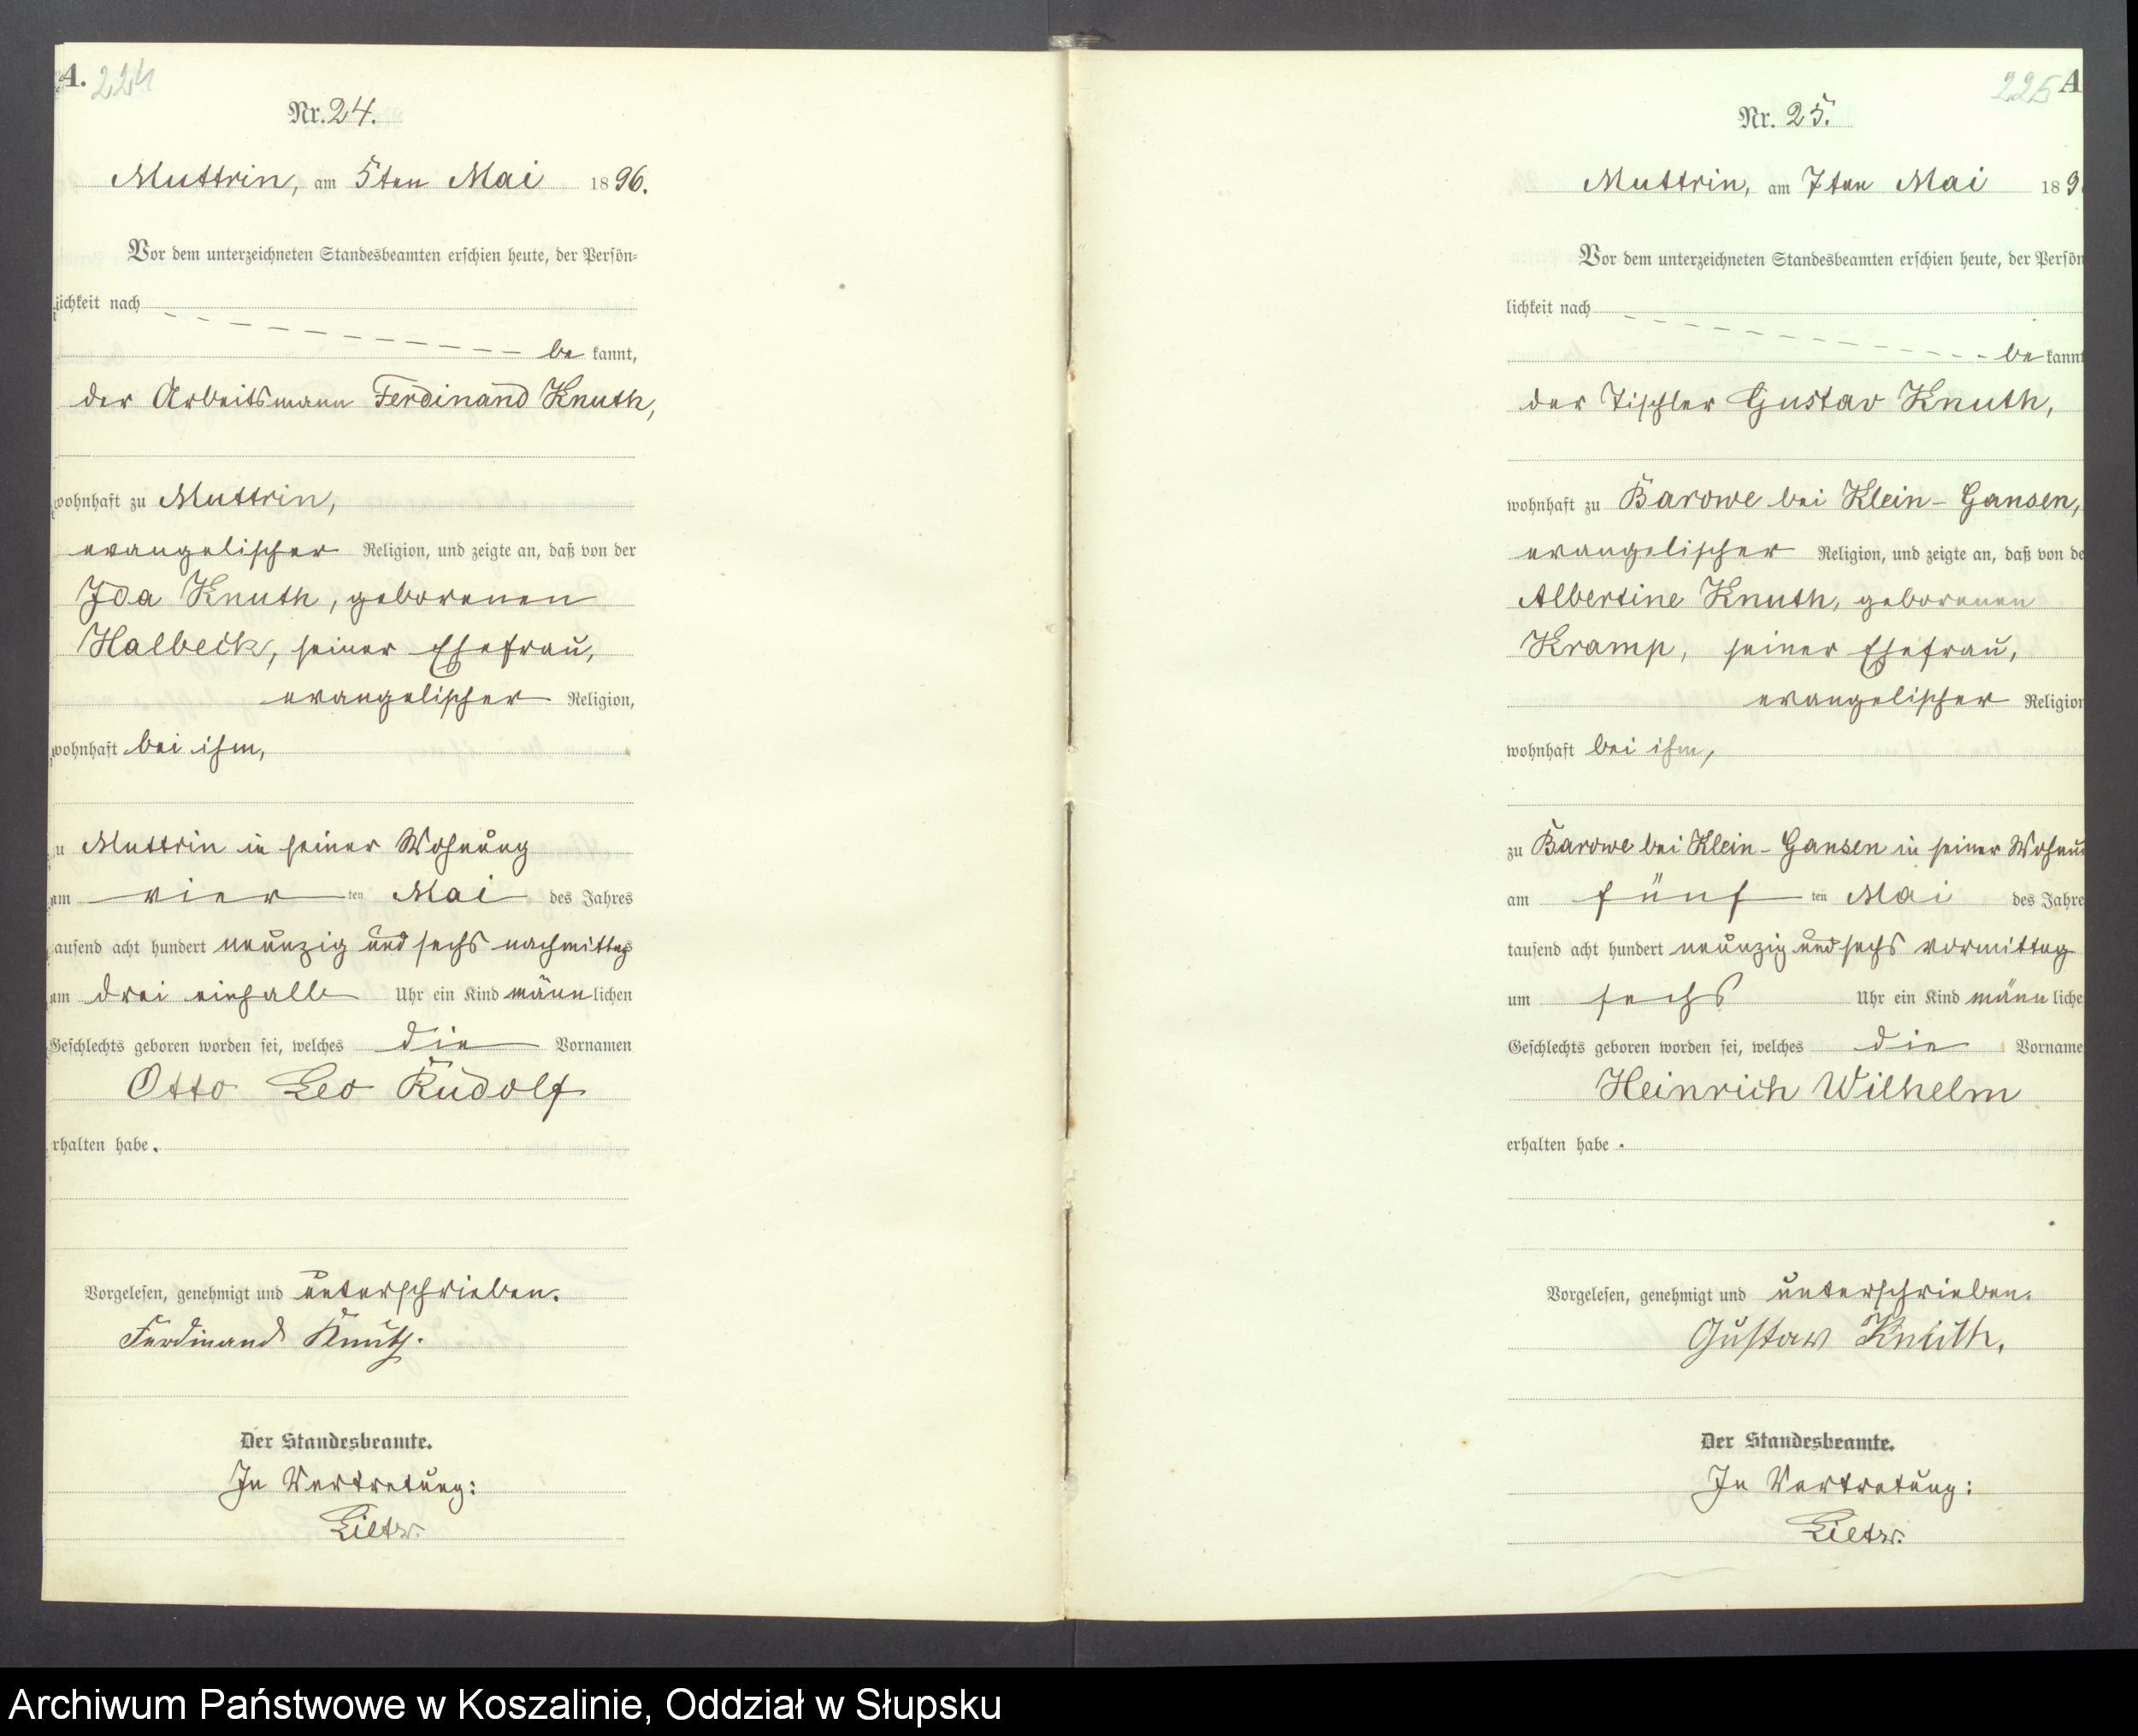 A. 224
Nr. 24.
Muttrin, am 5ten Mai 1896.
Vor dem unterzeichneten Standesbeamten erschien heute, der Persön-
lichkeit nach
be kannt,
der Arbeitsmann Ferdinand Knuth,
wohnhaft zu Muttrin,
evangelischer Religion, und zeigte an, daß von der
Ida Knuth, geborenen
Halbeck, seiner Ehefrau,
evangelischer Religion,
wohnhaft bei ihm,
zu Muttrin in seiner Wohnung
am vier ten Mai des Jahres
tausend acht hundert neunzig und sechs nachmittags
um drei einhalb Uhr ein Kind männlichen
Geschlechts geboren worden sei, welches die Vornamen
Otto Leo Rudolf
erhalten habe.
Vorgelesen, genehmigt und unterschrieben.
Ferdinand Knuth.
Der Standesbeamte.
In Vertretung:
225 A
Nr. 25.
Muttrin, am 7ten Mai 189
Vor dem unterzeichneten Standesbeamten erschien heute, der Persön
lichkeit nach
be kannt
der Tischler Gustav Knuth,
wohnhaft zu Barowe bei Klein-Gansen,
evangelischer Religion, und zeigte an, daß von de
Albertine Knuth, geborenen
Kramp, seiner Ehefrau,
evangelischer Religion
wohnhaft bei ihm,
zu Barowe bei Klein-Gansen in seiner Wohnu
am fünf ten Mai des Jahre
tausend acht hundert neunzig und sechs vormittag
um sechs Uhr ein Kind männliche
Geschlechts geboren worden sei, welches die Vorname
Heinrich Wilhelm
erhalten habe.
Vorgelesen, genehmigt und unterschrieben.
Gustav Knuth.
Der Standesbeamte.
In Vertretung:
Archiwum Państwowe w Koszalinie, Oddział w Słupsku